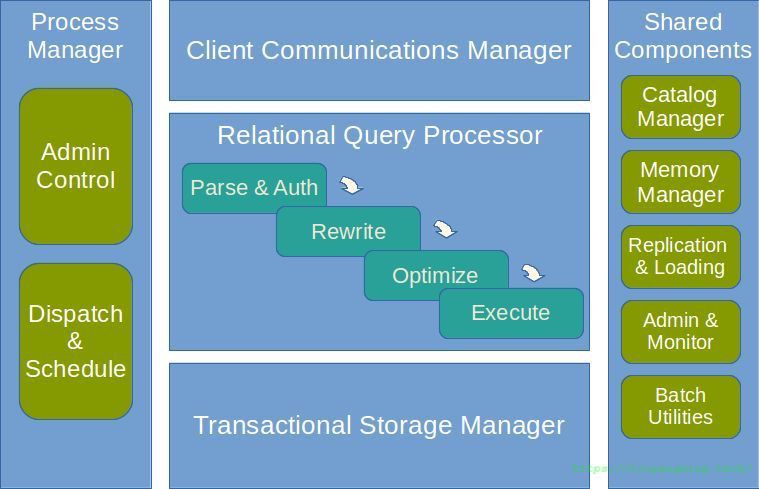 Process
Manager
Admin
Control
Dispatch
&
Schedule
Client Communications Manager
Relational Query Processor
Parse & Auth
Rewrite
Optimize
Execute
Transactional Storage Manager
Shared
Components
Catalog
Manager
Memory
Manager
Replication
& Loading
Admin &
Monitor
Batch
Utilities